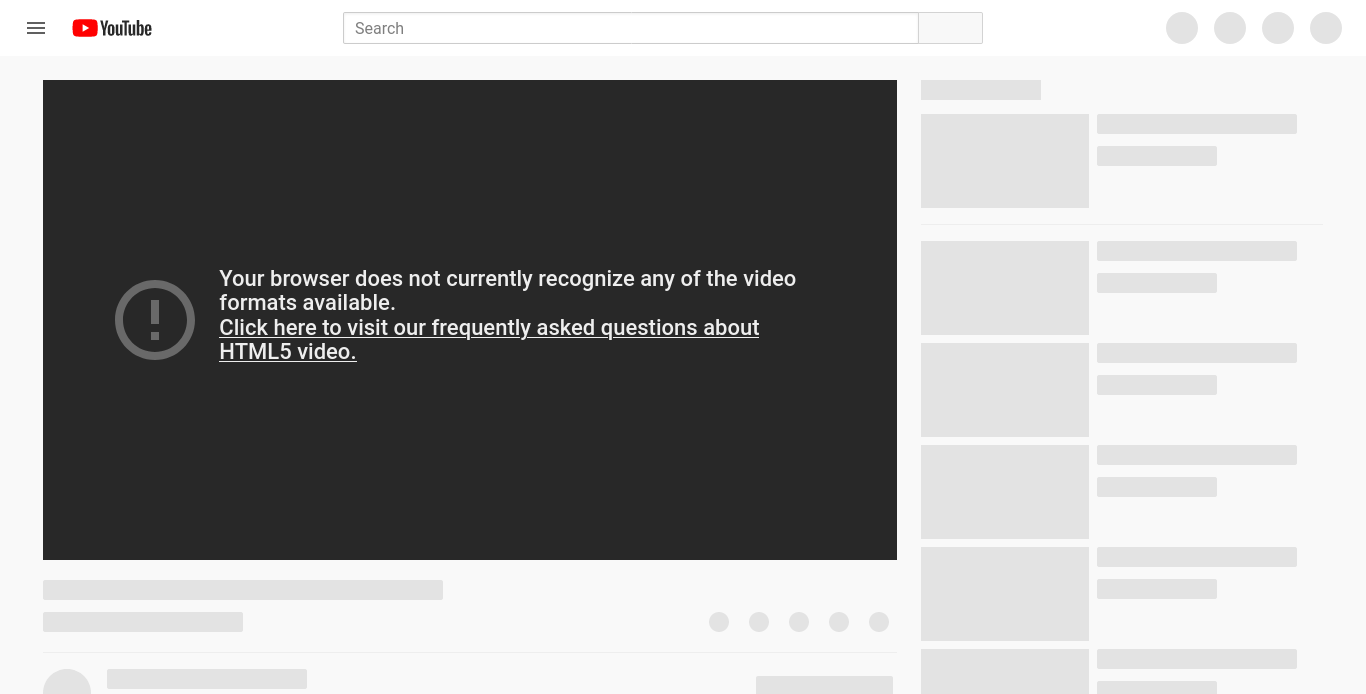 YouTube
Search
Your browser does not currently recognize any of the video
formats available.
Click here to visit our frequently asked questions about
HTML5 video.